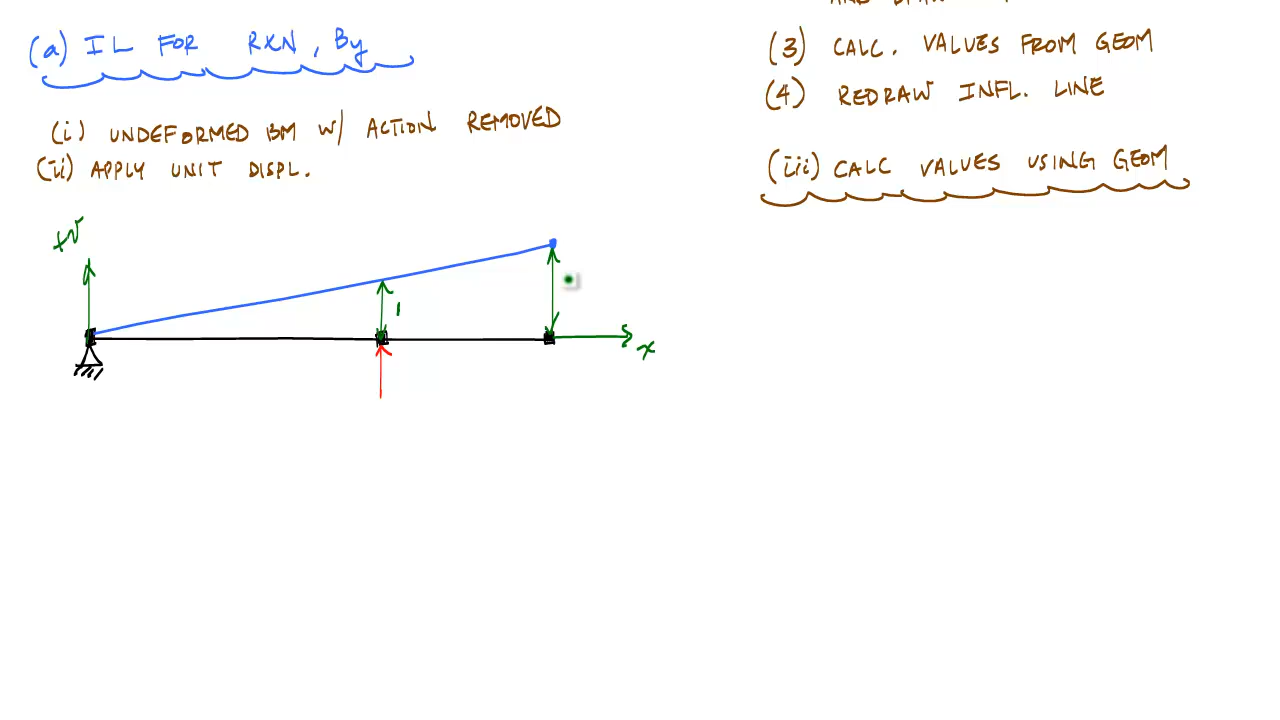 (a) IL FOR RXN, By
(i) UNDEFORMED BM w/ ACTION REMOVED
(ii) APPLY UNIT DISPL.
+v
1
x
(3) CALC. VALUES FROM GEOM
(4) REDRAW INFL. LINE
(iii) CALC VALUES USING GEOM